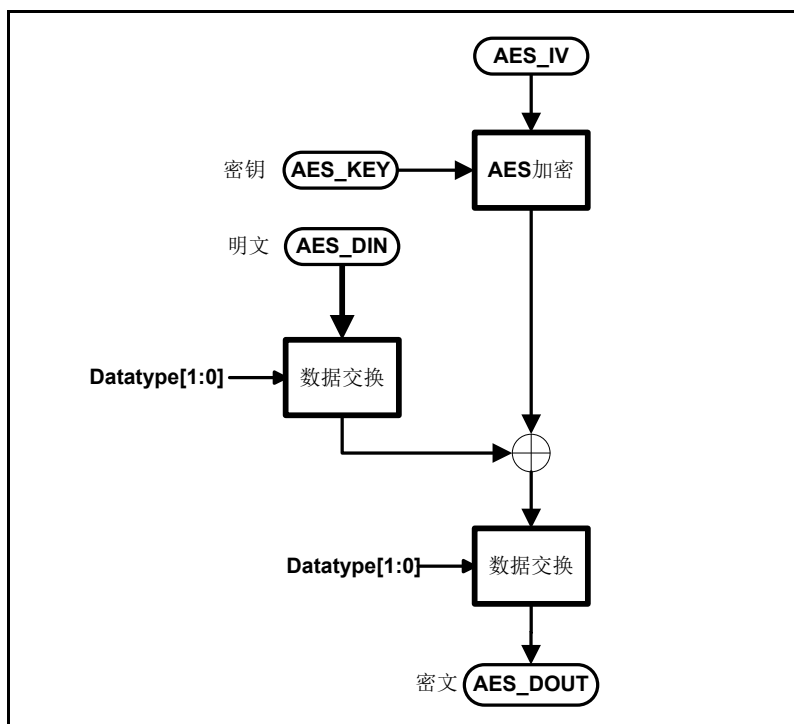 AES_IV
密钥 AES_KEY AES加密
明文 AES_DIN
Datatype[1:0] 数据交换
Datatype[1:0] 数据交换
密文 AES_DOUT